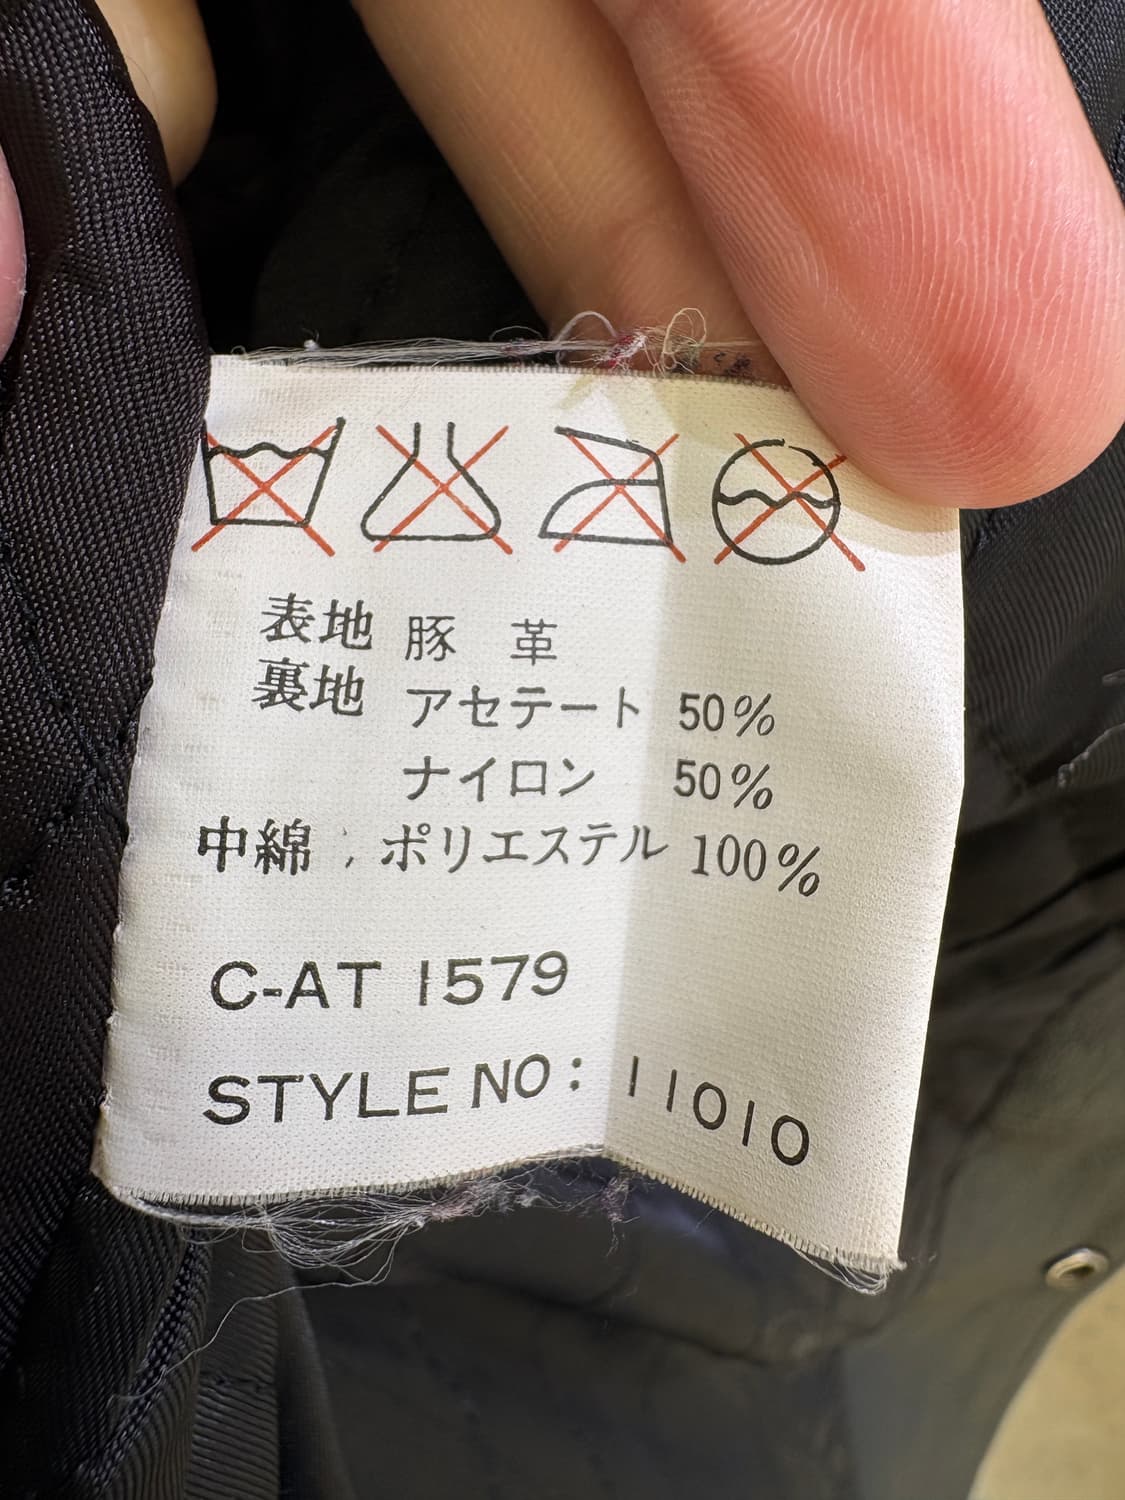 表地 豚 革
裏地 アセテート 50%
ナイロン 50%
中綿 , ポリエステル 100%
C-AT 1579
STYLE NO: 11010